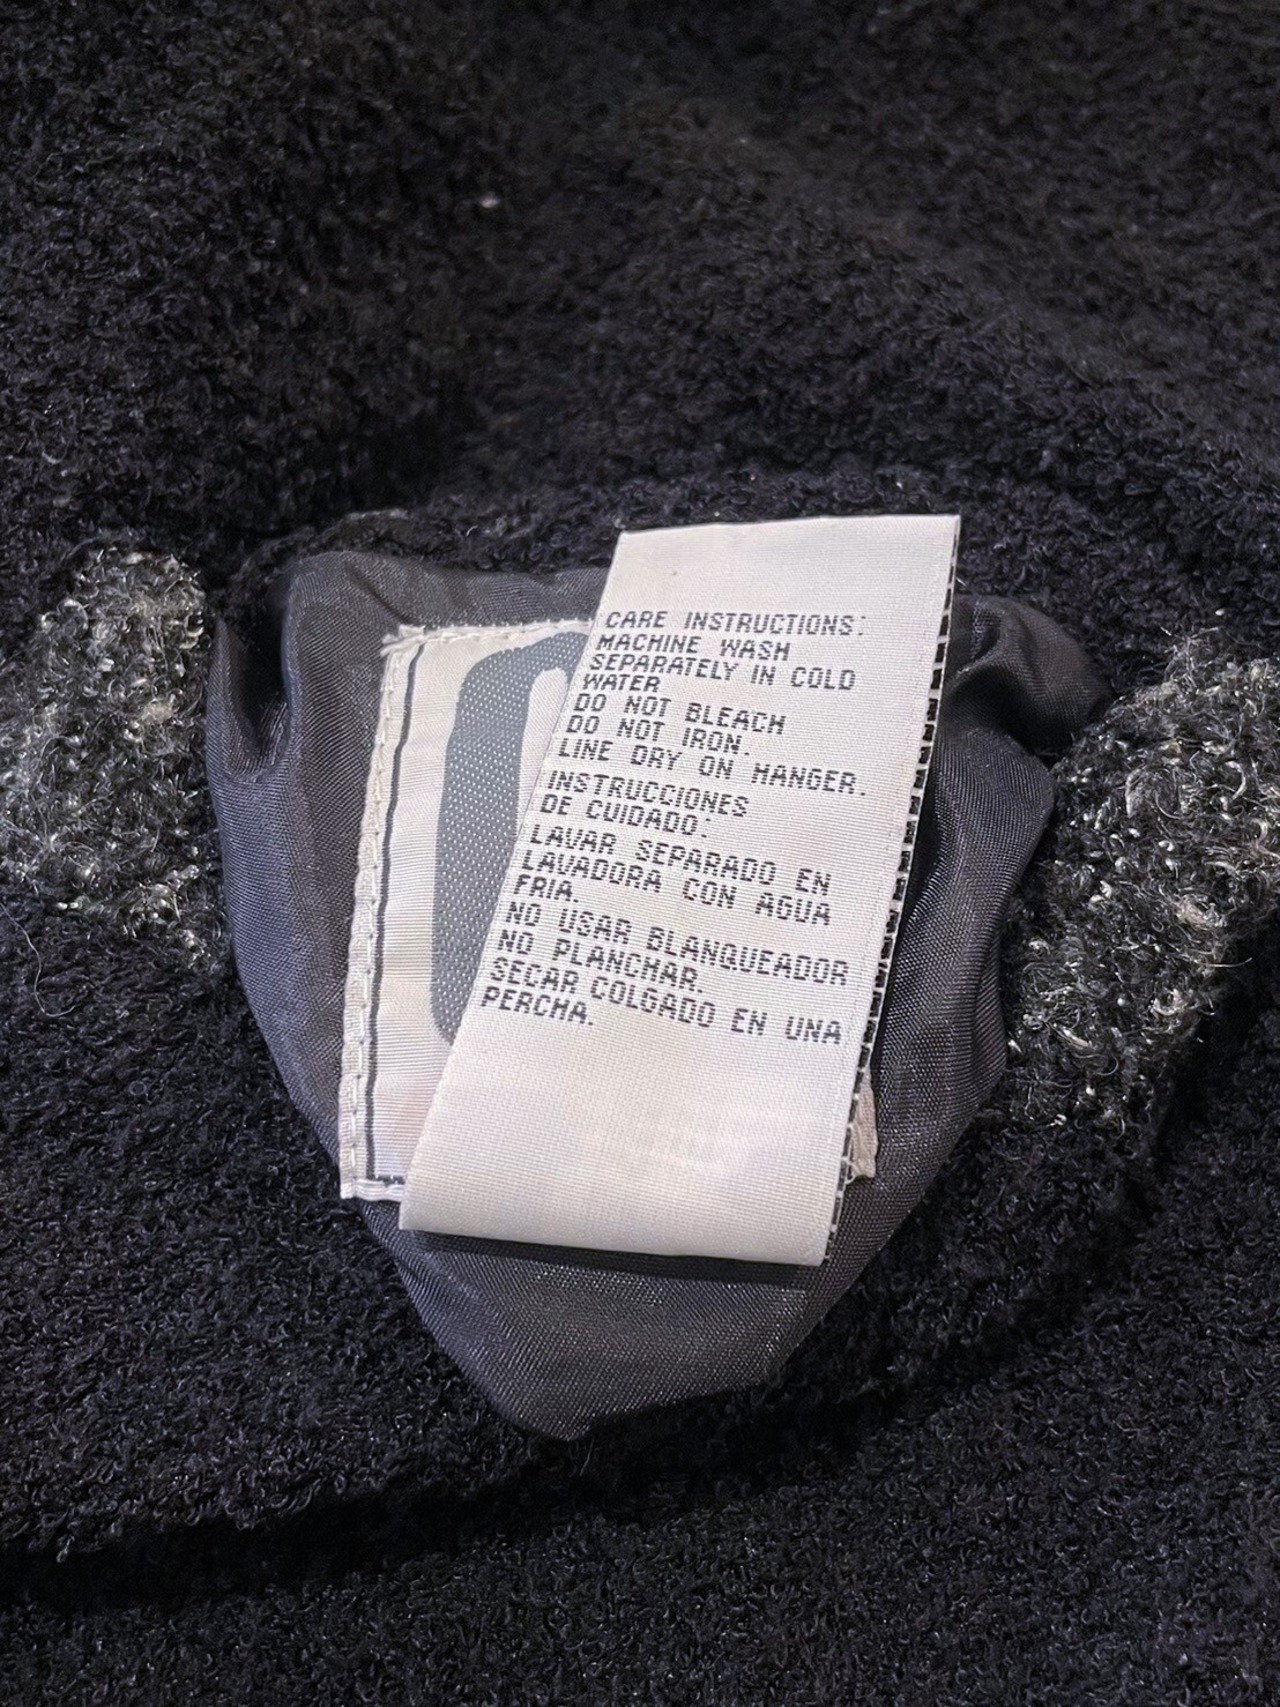 CARE INSTRUCTIONS:
MACHINE WASH
SEPARATELY IN COLD
WATER
DO NOT BLEACH
DO NOT IRON.
LINE DRY ON HANGER.
INSTRUCCIONES
DE CUIDADO:
LAVAR SEPARADO EN
LAVADORA CON AGUA
FRIA.
NO USAR BLANQUEADOR
NO PLANCHAR.
SECAR COLGADO EN UNA
PERCHA.